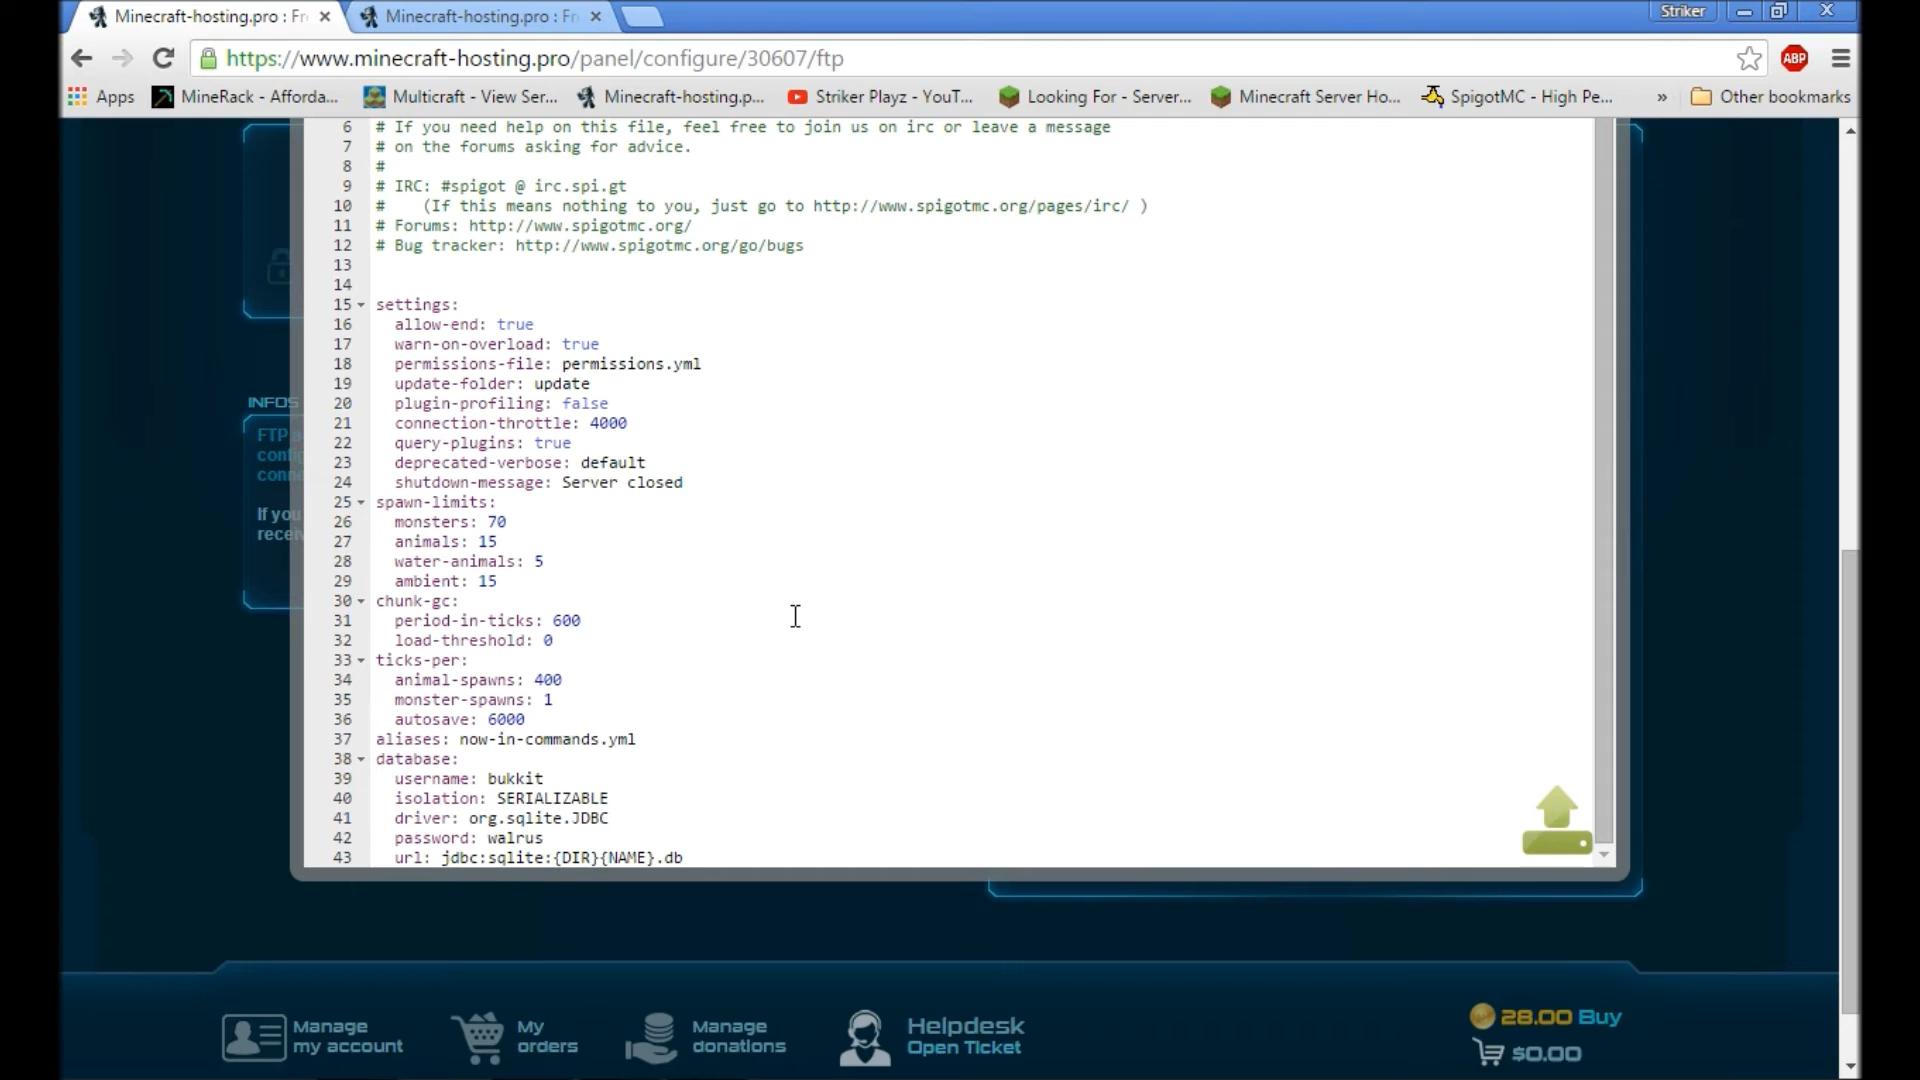 Minecraft-hosting.pro : Fr
Minecraft-hosting.pro : Fr
Striker
https://www.minecraft-hosting.pro/panel/configure/30607/ftp
ABP
Apps
MineRack - Afforda...
Multicraft - View Ser...
Minecraft-hosting.p...
Striker Playz - YouT...
Looking For - Server...
Minecraft Server Ho...
SpigotMC - High Pe...
»
Other bookmarks
6 # If you need help on this file, feel free to join us on irc or leave a message
7 # on the forums asking for advice.
8 #
9 # IRC: #spigot @ irc.spi.gt
10 #    (If this means nothing to you, just go to http://www.spigotmc.org/pages/irc/ )
11 # Forums: http://www.spigotmc.org/
12 # Bug tracker: http://www.spigotmc.org/go/bugs
13
14
15 settings:
16   allow-end: true
17   warn-on-overload: true
18   permissions-file: permissions.yml
19   update-folder: update
20   plugin-profiling: false
21   connection-throttle: 4000
22   query-plugins: true
23   deprecated-verbose: default
24   shutdown-message: Server closed
25 spawn-limits:
26   monsters: 70
27   animals: 15
28   water-animals: 5
29   ambient: 15
30 chunk-gc:
31   period-in-ticks: 600
32   load-threshold: 0
33 ticks-per:
34   animal-spawns: 400
35   monster-spawns: 1
36   autosave: 6000
37 aliases: now-in-commands.yml
38 database:
39   username: bukkit
40   isolation: SERIALIZABLE
41   driver: org.sqlite.JDBC
42   password: walrus
43   url: jdbc:sqlite:{DIR}{NAME}.db
INFOS
FTP
If you
Manage
my account
My
orders
Manage
donations
Helpdesk
Open Ticket
28.00 Buy
$0.00